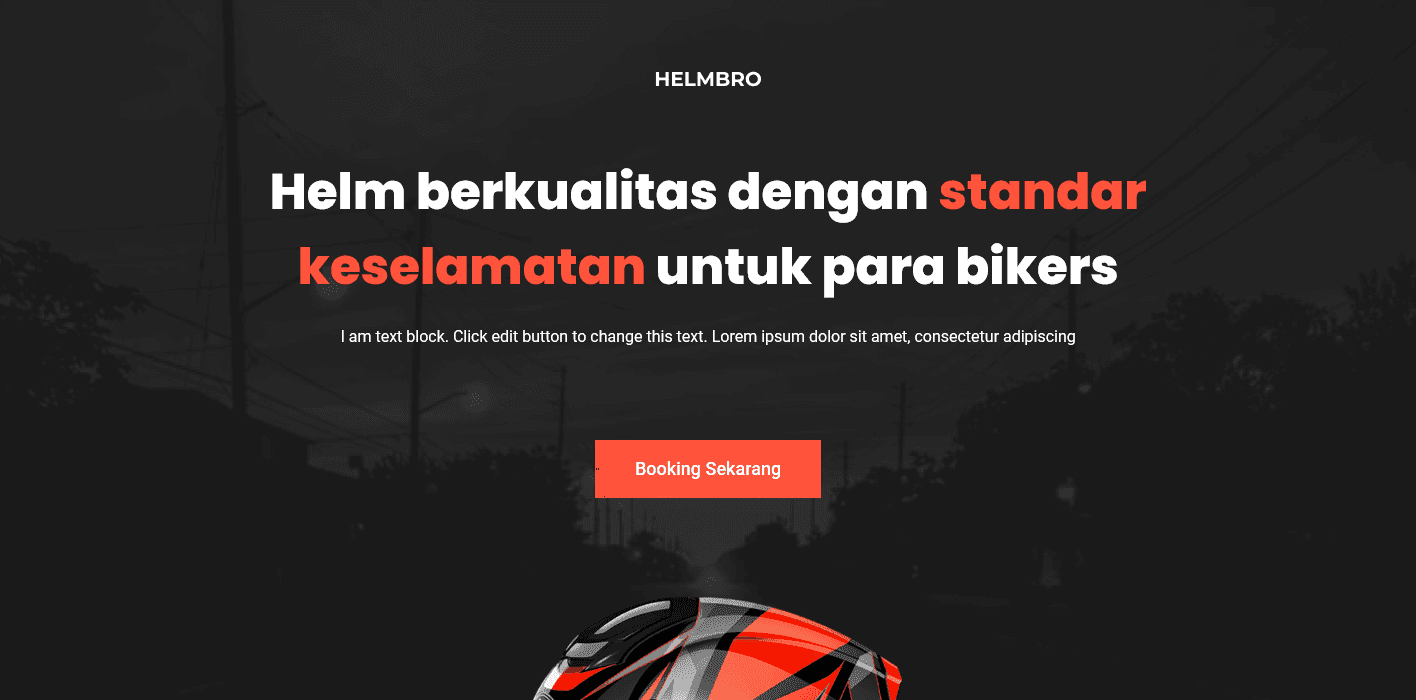 HELMBRO
Helm berkualitas dengan standar
keselamatan untuk para bikers
I am text block. Click edit button to change this text. Lorem ipsum dolor sit amet, consectetur adipiscing
Booking Sekarang